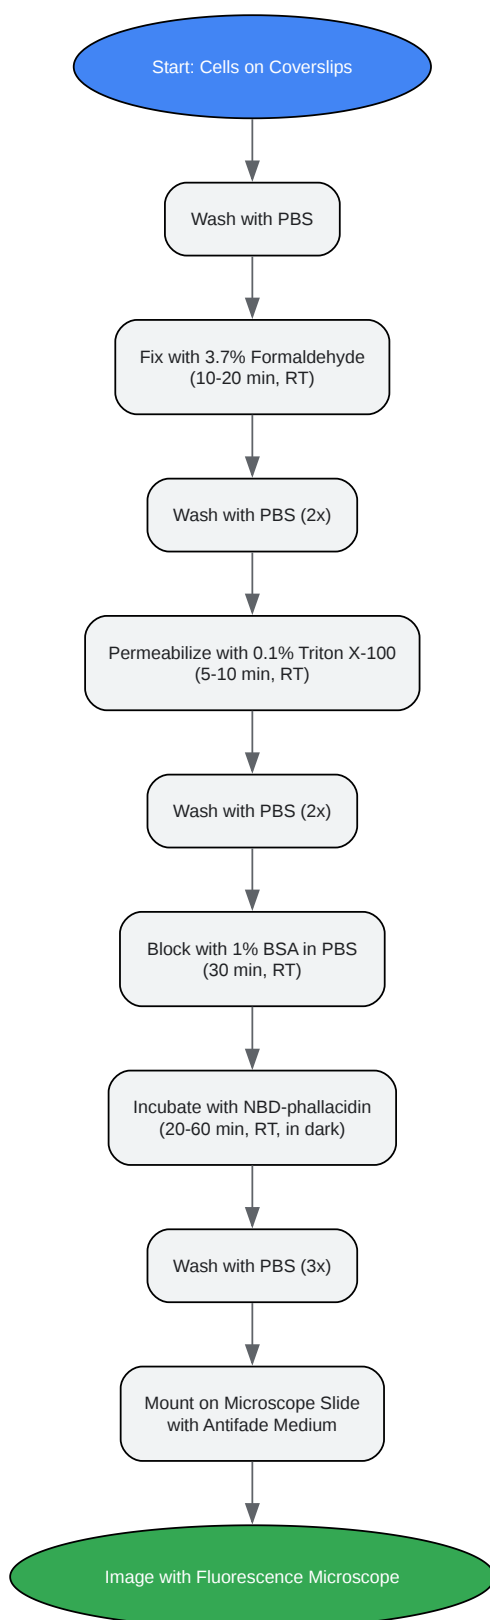 Start: Cells on Coverslips
Wash with PBS
Fix with 3.7% Formaldehyde
(10-20 min, RT)
Wash with PBS (2x)
Permeabilize with 0.1% Triton X-100
(5-10 min, RT)
Wash with PBS (2x)
Block with 1% BSA in PBS
(30 min, RT)
Incubate with NBD-phallacidin
(20-60 min, RT, in dark)
Wash with PBS (3x)
Mount on Microscope Slide
with Antifade Medium
Image with Fluorescence Microscope